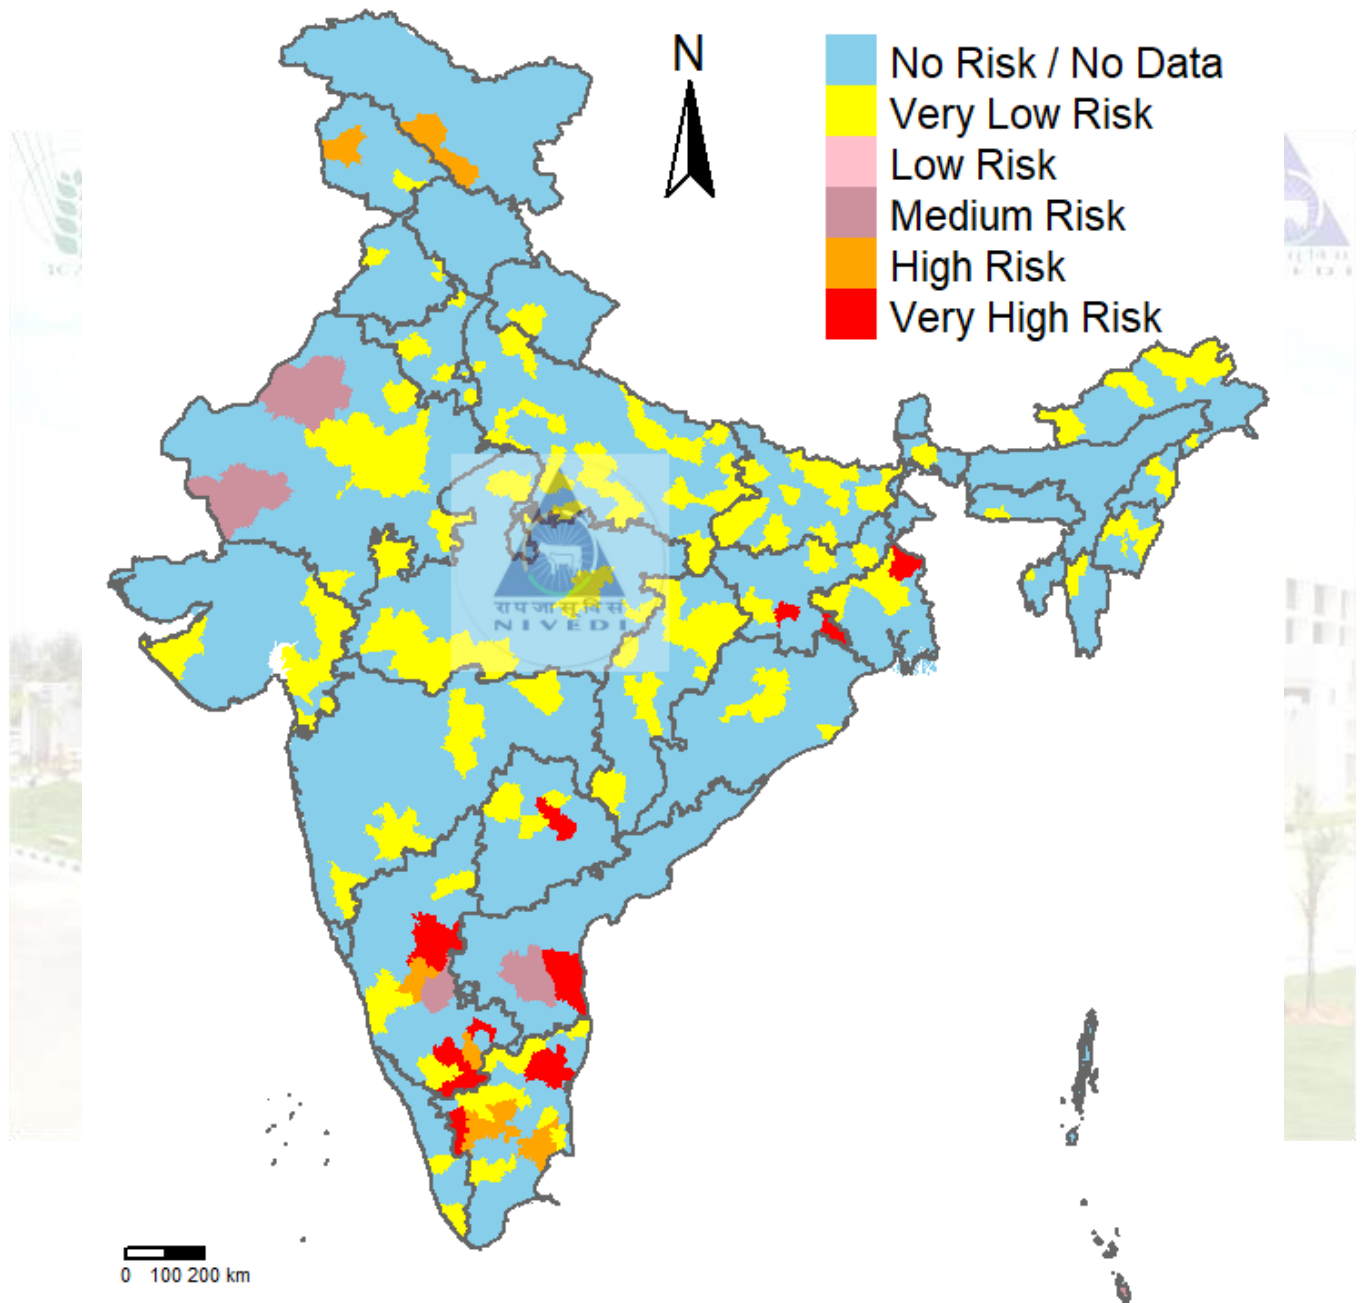 N
No Risk / No Data
Very Low Risk
Low Risk
Medium Risk
High Risk
Very High Risk
NIVEDI
0 100 200 km